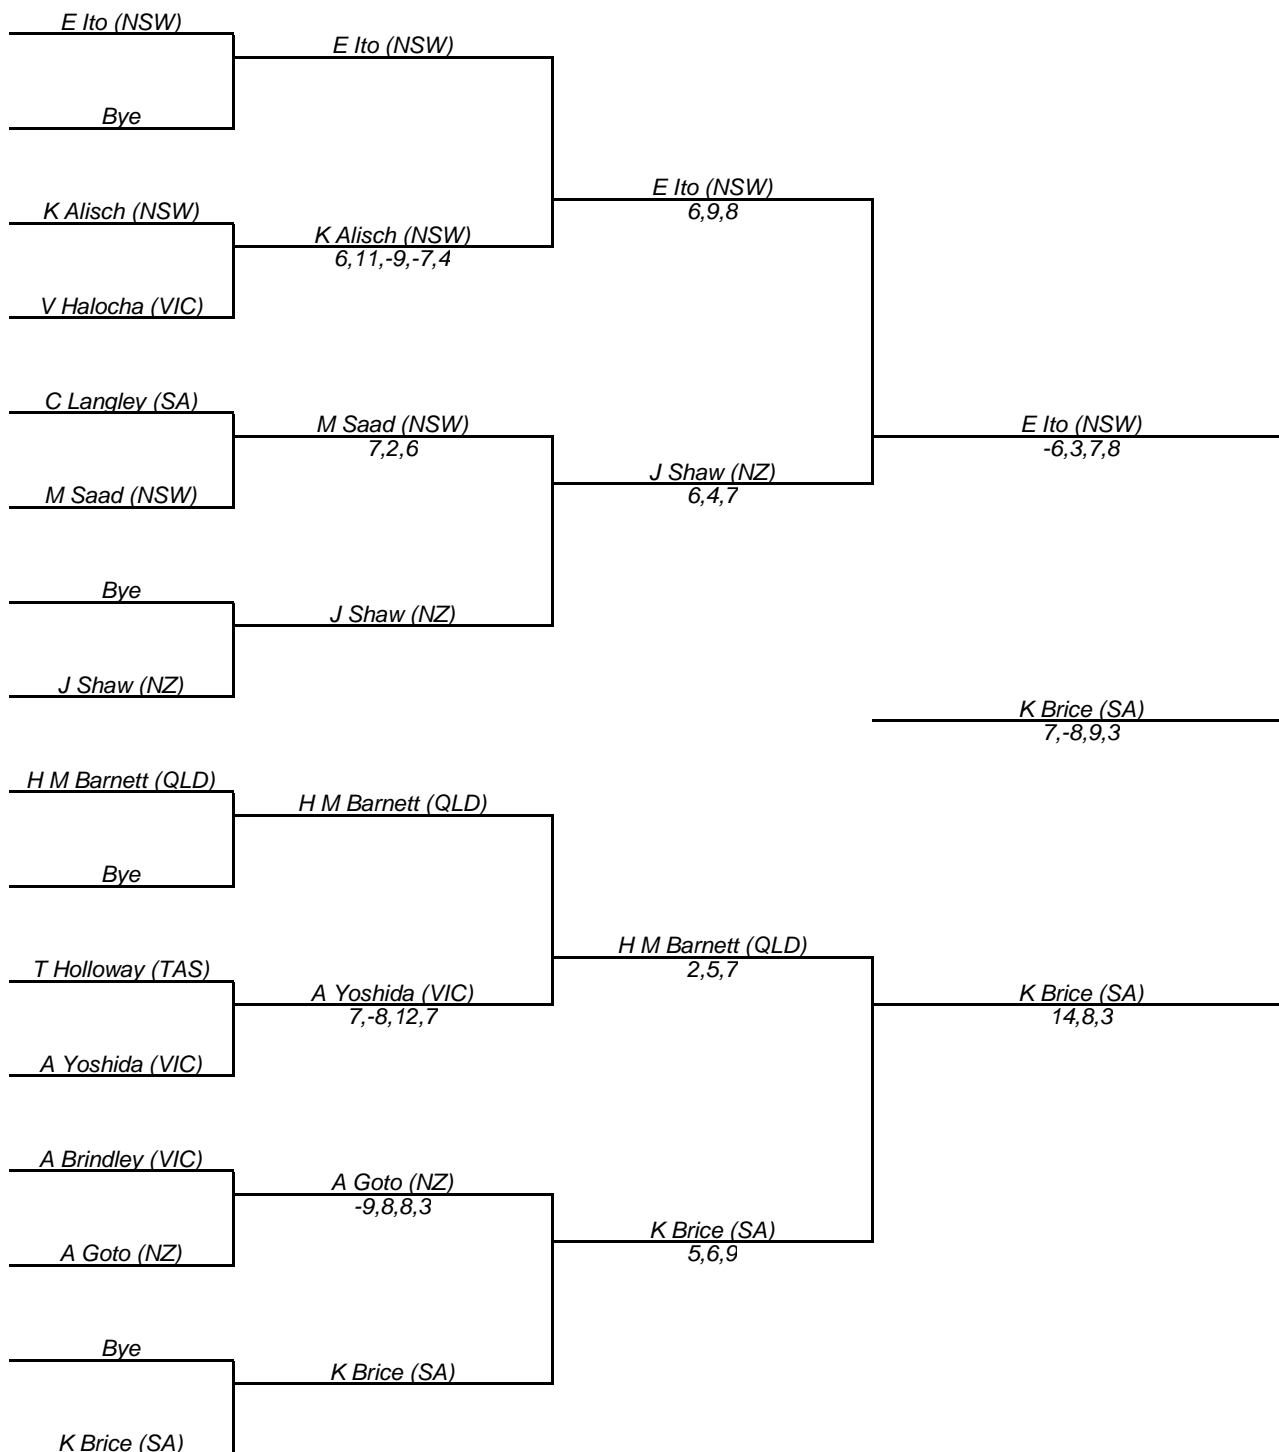 E Ito (NSW)
E Ito (NSW)
Bye
E Ito (NSW)
6,9,8
K Alisch (NSW)
K Alisch (NSW)
6,11,-9,-7,4
V Halocha (VIC)
C Langley (SA)
M Saad (NSW)
7,2,6
E Ito (NSW)
-6,3,7,8
J Shaw (NZ)
6,4,7
M Saad (NSW)
Bye
J Shaw (NZ)
J Shaw (NZ)
K Brice (SA)
7,-8,9,3
H M Barnett (QLD)
H M Barnett (QLD)
Bye
H M Barnett (QLD)
2,5,7
T Holloway (TAS)
A Yoshida (VIC)
7,-8,12,7
K Brice (SA)
14,8,3
A Yoshida (VIC)
A Brindley (VIC)
A Goto (NZ)
-9,8,8,3
K Brice (SA)
5,6,9
A Goto (NZ)
Bye
K Brice (SA)
K Brice (SA)